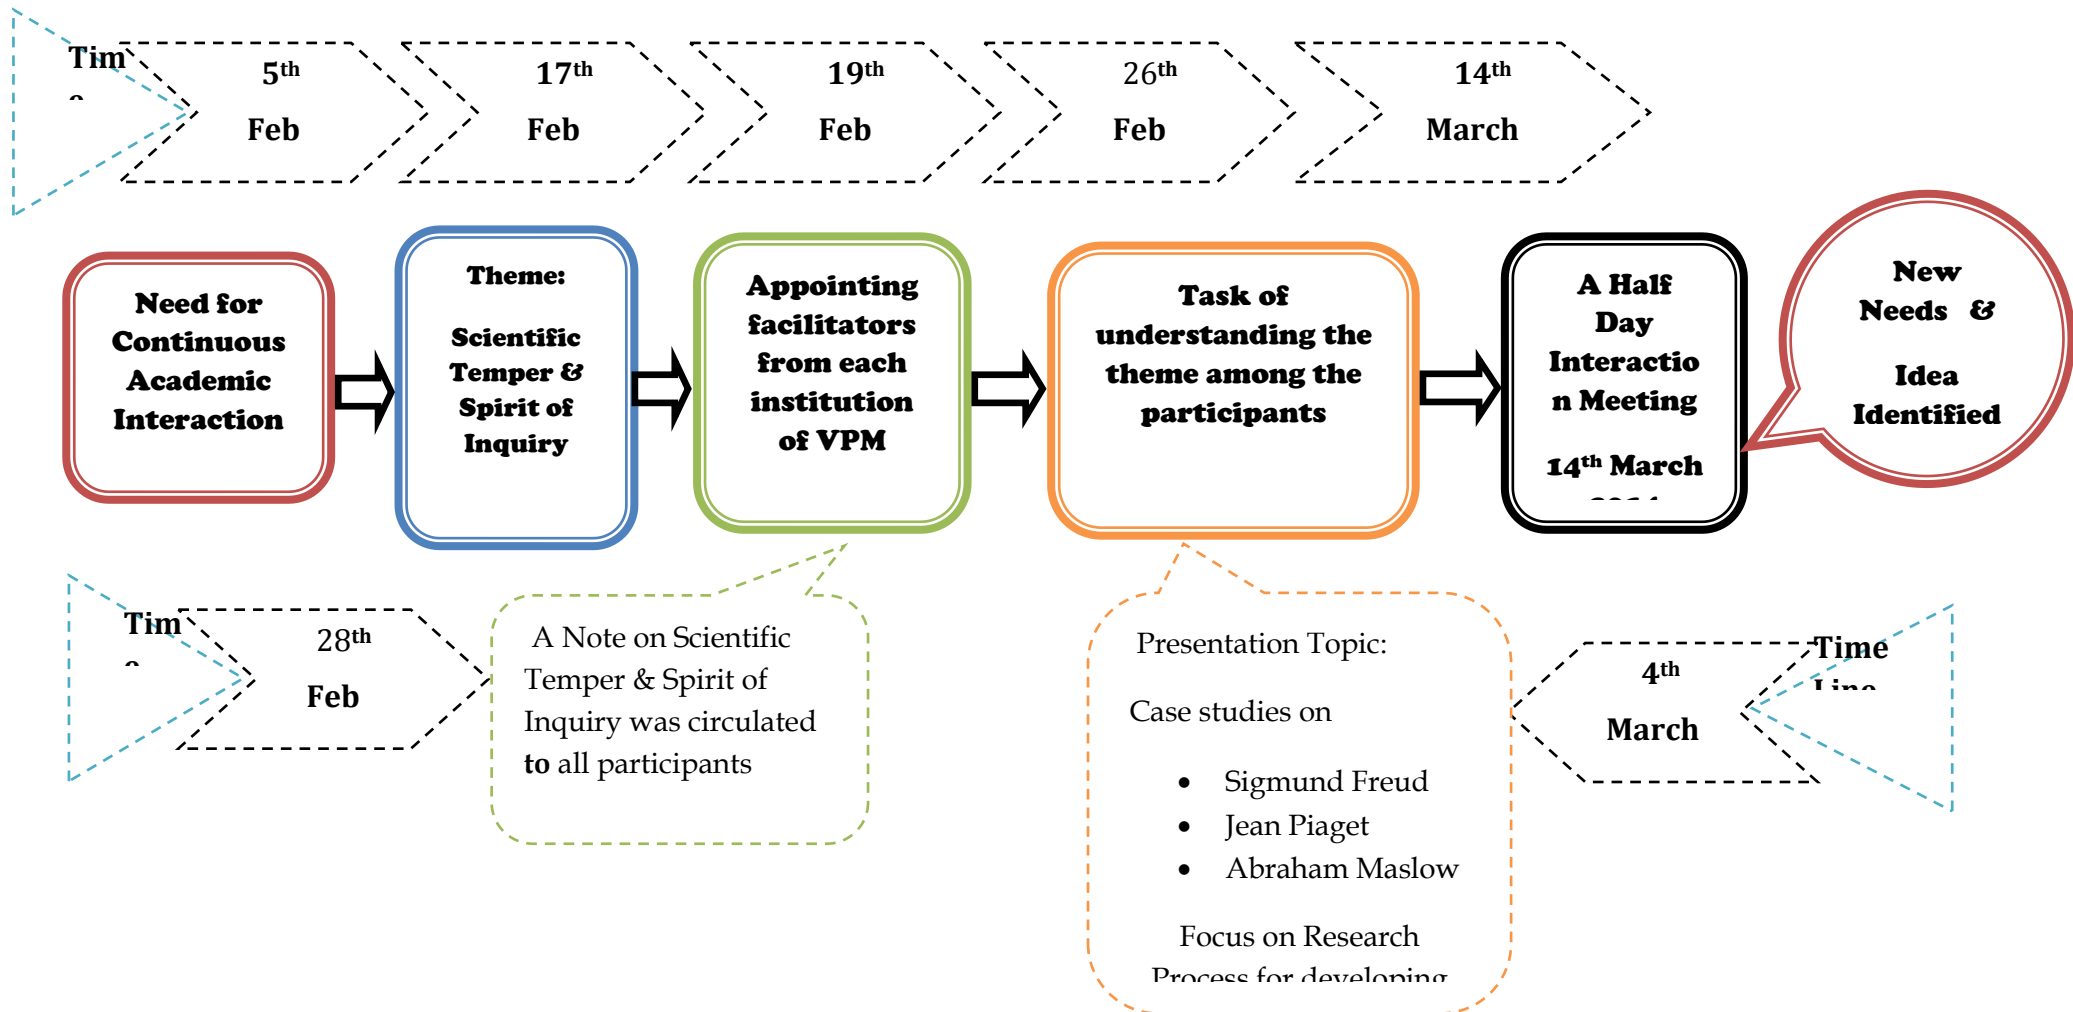 Tim
5th
Feb
17th
Feb
19th
Feb
26th
Feb
14th
March
Need for
Continuous
Academic
Interaction
Theme:
Scientific
Temper &
Spirit of
Inquiry
Appointing
facilitators
from each
institution
of VPM
Task of
understanding the
theme among the
participants
A Half
Day
Interactio
n Meeting
14th March
New
Needs &
Idea
Identified
Tim
28th
Feb
A Note on Scientific
Temper & Spirit of
Inquiry was circulated
to all participants
Presentation Topic:
Case studies on
• Sigmund Freud
• Jean Piaget
• Abraham Maslow
Focus on Research
Process for developing
4th
March
Time
Line